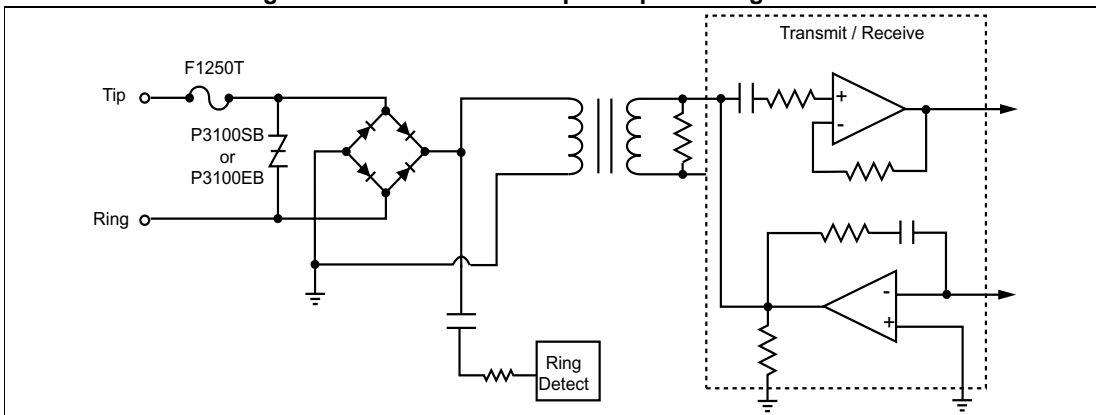 Transmit / Receive
F1250T
Tip
P3100SB
or
P3100EB
Ring
+
-
-
+
Ring
Detect